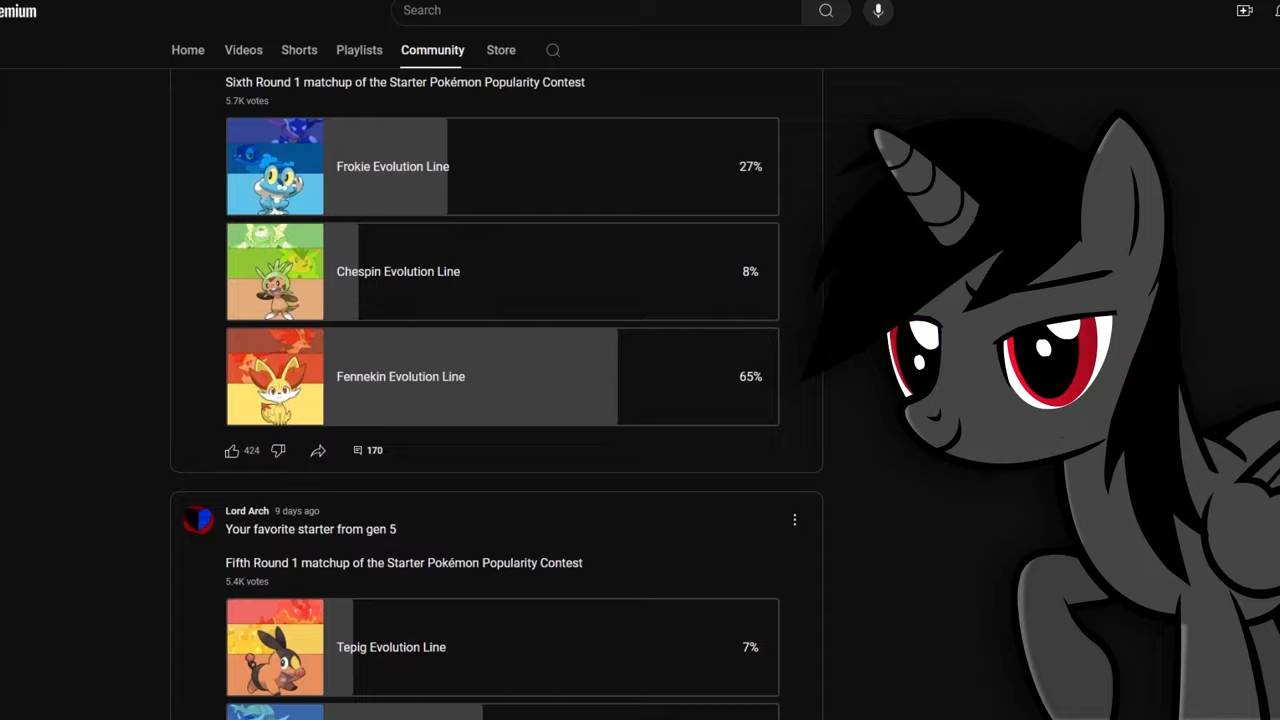 emium
Search
Home Videos Shorts Playlists Community Store
Sixth Round 1 matchup of the Starter Pokémon Popularity Contest
5.7K votes
Frokie Evolution Line 27%
Chespin Evolution Line 8%
Fennekin Evolution Line 65%
424 170
Lord Arch 9 days ago
Your favorite starter from gen 5
Fifth Round 1 matchup of the Starter Pokémon Popularity Contest
5.4K votes
Tepig Evolution Line 7%